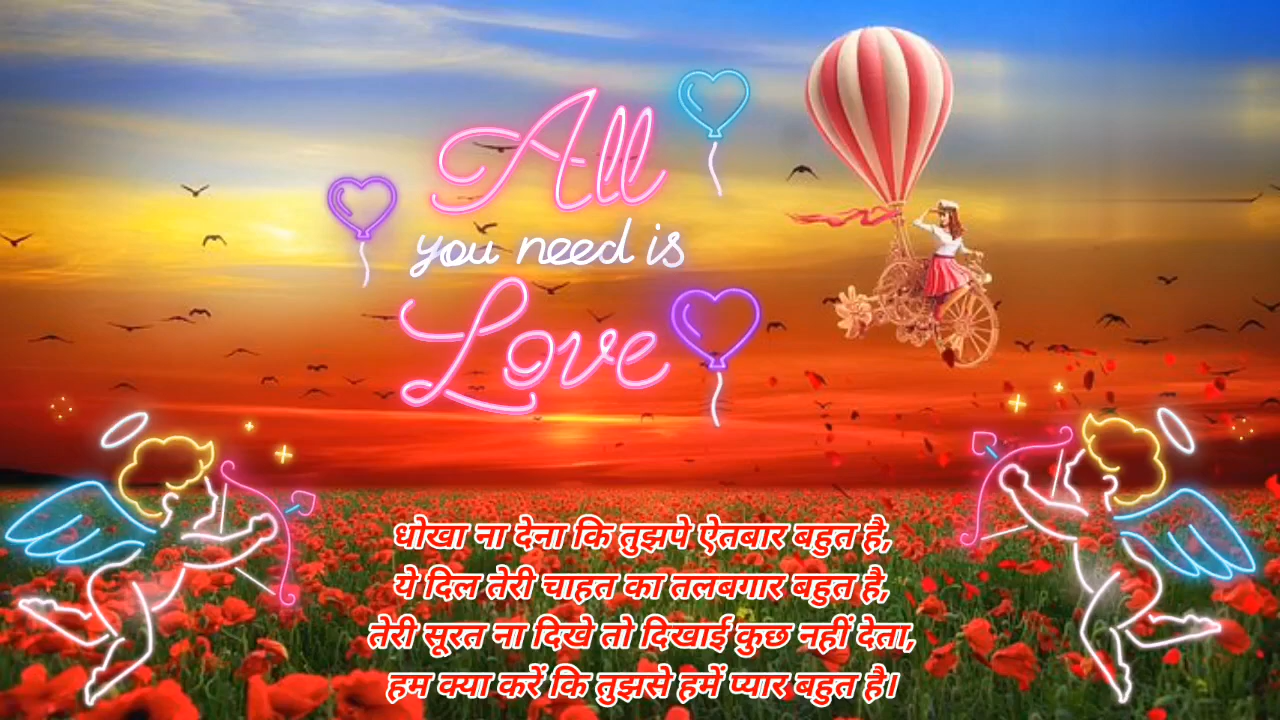 All
you need is
Love
धोखा ना देना कि तुझपे ऐतबार बहुत है,
ये दिल तेरी चाहत का तलबगार बहुत है,
तेरी सूरत ना दिखे तो दिखाई कुछ नहीं देता,
हम क्या करें कि तुझसे हमें प्यार बहुत है।